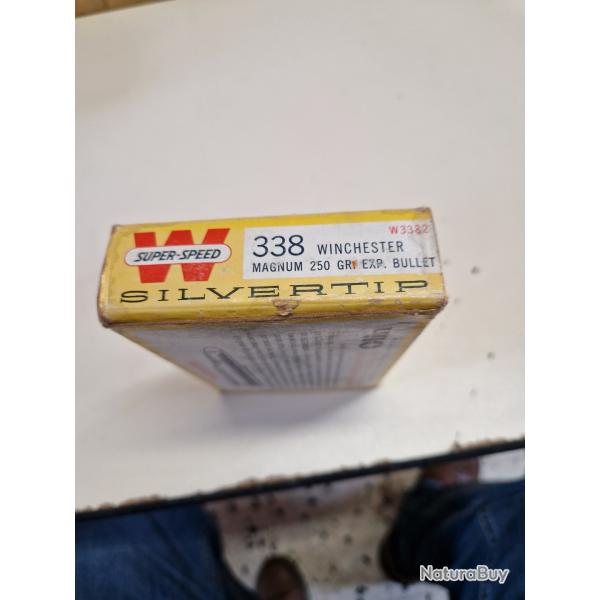 W3382
W SUPER-SPEED
338 WINCHESTER
MAGNUM 250 GR. EXP. BULLET
SILVERTIP
NaturaBuy